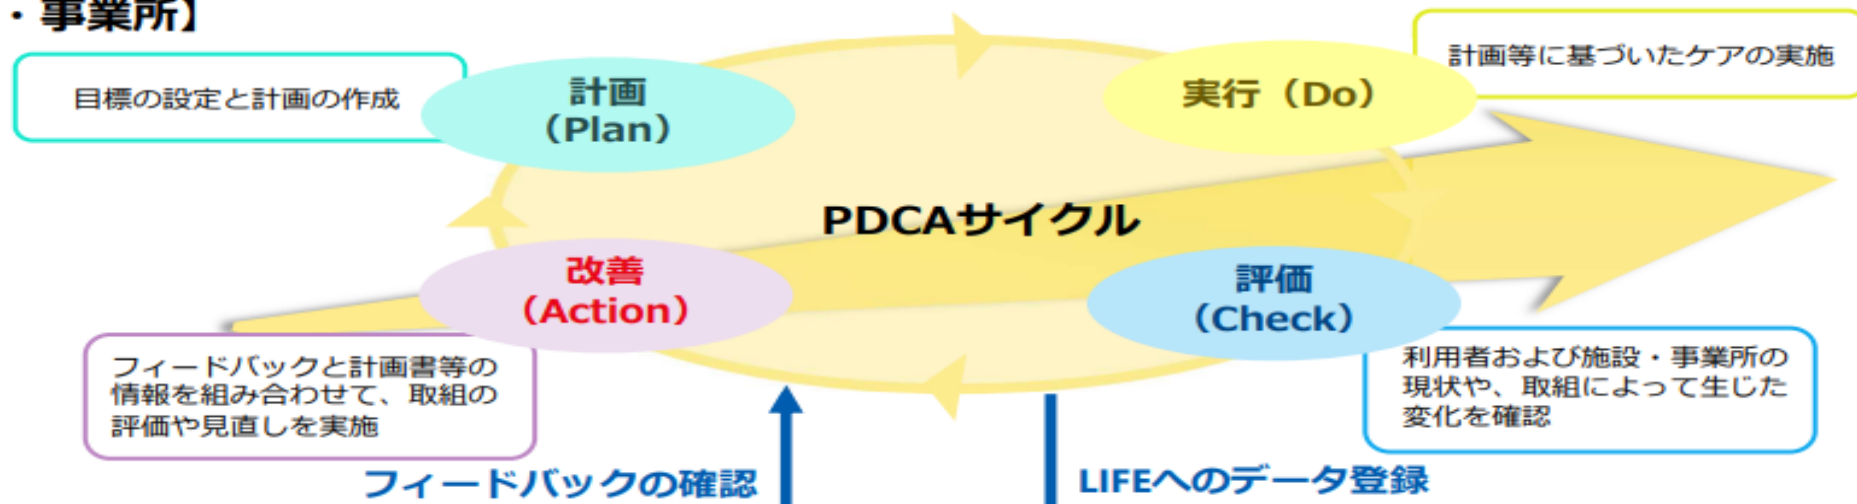 ・事業所】
目標の設定と計画の作成
計画
（Plan）
実行（Do）
計画等に基づいたケアの実施
PDCAサイクル
改善
（Action）
評価
（Check）
フィードバックと計画書等の
情報を組み合わせて、取組の
評価や見直しを実施
利用者および施設・事業所の
現状や、取組によって生じた
変化を確認
フィードバックの確認
LIFEへのデータ登録